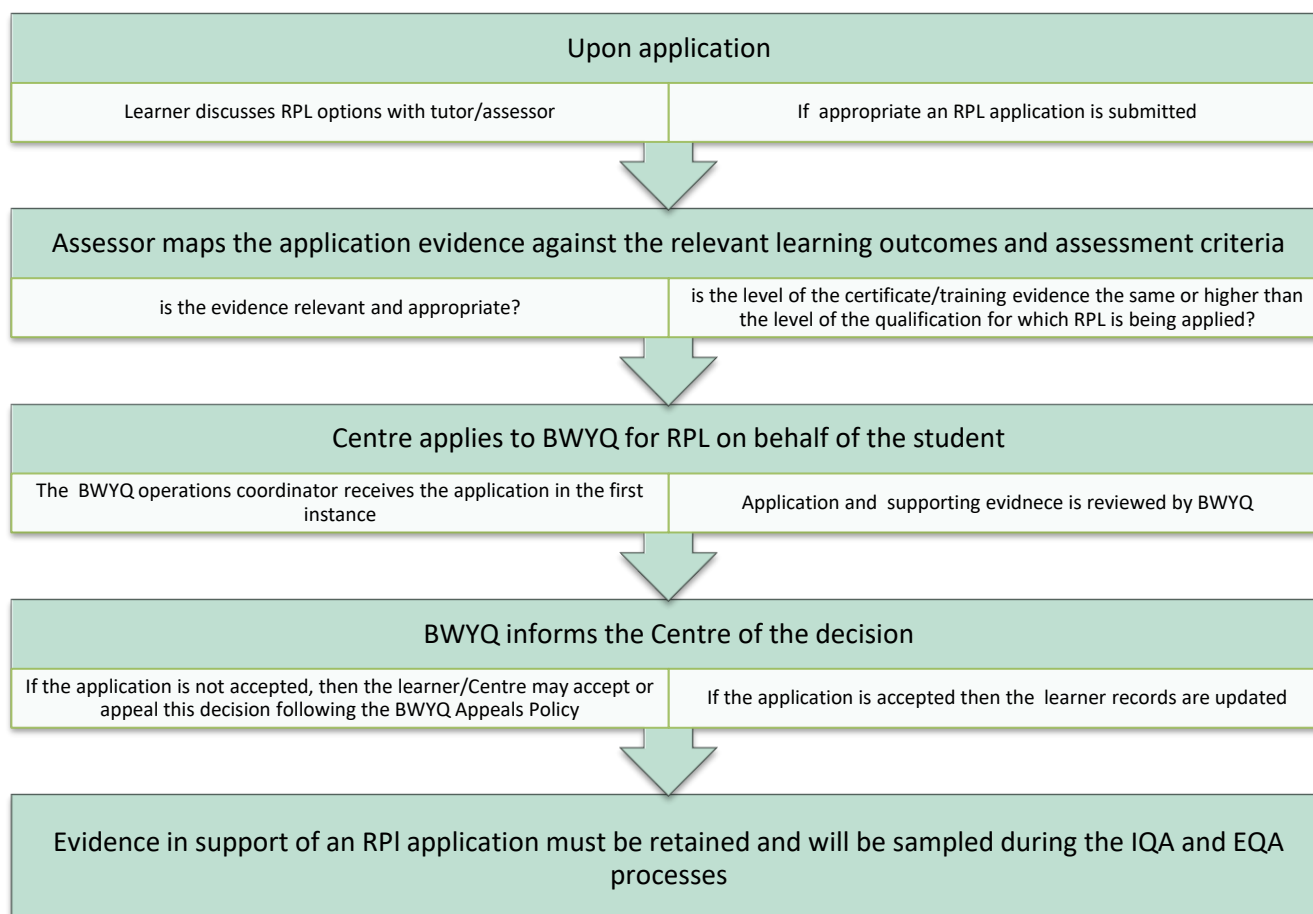 Upon application
Learner discusses RPL options with tutor/assessor
If appropriate an RPL application is submitted
Assessor maps the application evidence against the relevant learning outcomes and assessment criteria
is the evidence relevant and appropriate?
is the level of the certificate/training evidence the same or higher than
the level of the qualification for which RPL is being applied?
Centre applies to BWYQ for RPL on behalf of the student
The BWYQ operations coordinator receives the application in the first
instance
Application and supporting evidnece is reviewed by BWYQ
BWYQ informs the Centre of the decision
If the application is not accepted, then the learner/Centre may accept or
appeal this decision following the BWYQ Appeals Policy
If the application is accepted then the learner records are updated
Evidence in support of an RPl application must be retained and will be sampled during the IQA and EQA
processes